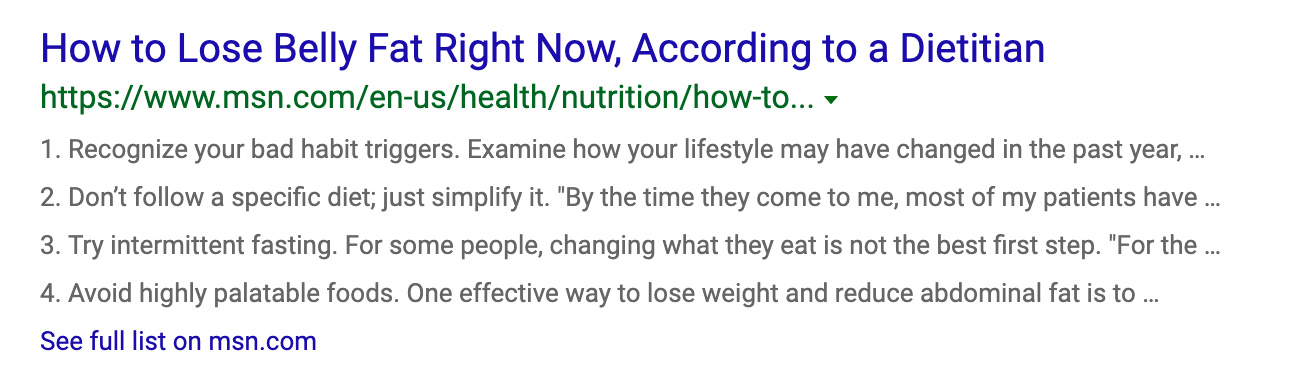 How to Lose Belly Fat Right Now, According to a Dietitian
https://www.msn.com/en-us/health/nutrition/how-to...
1. Recognize your bad habit triggers. Examine how your lifestyle may have changed in the past year, ...
2. Don’t follow a specific diet; just simplify it. "By the time they come to me, most of my patients have ...
3. Try intermittent fasting. For some people, changing what they eat is not the best first step. "For the ...
4. Avoid highly palatable foods. One effective way to lose weight and reduce abdominal fat is to ...
See full list on msn.com